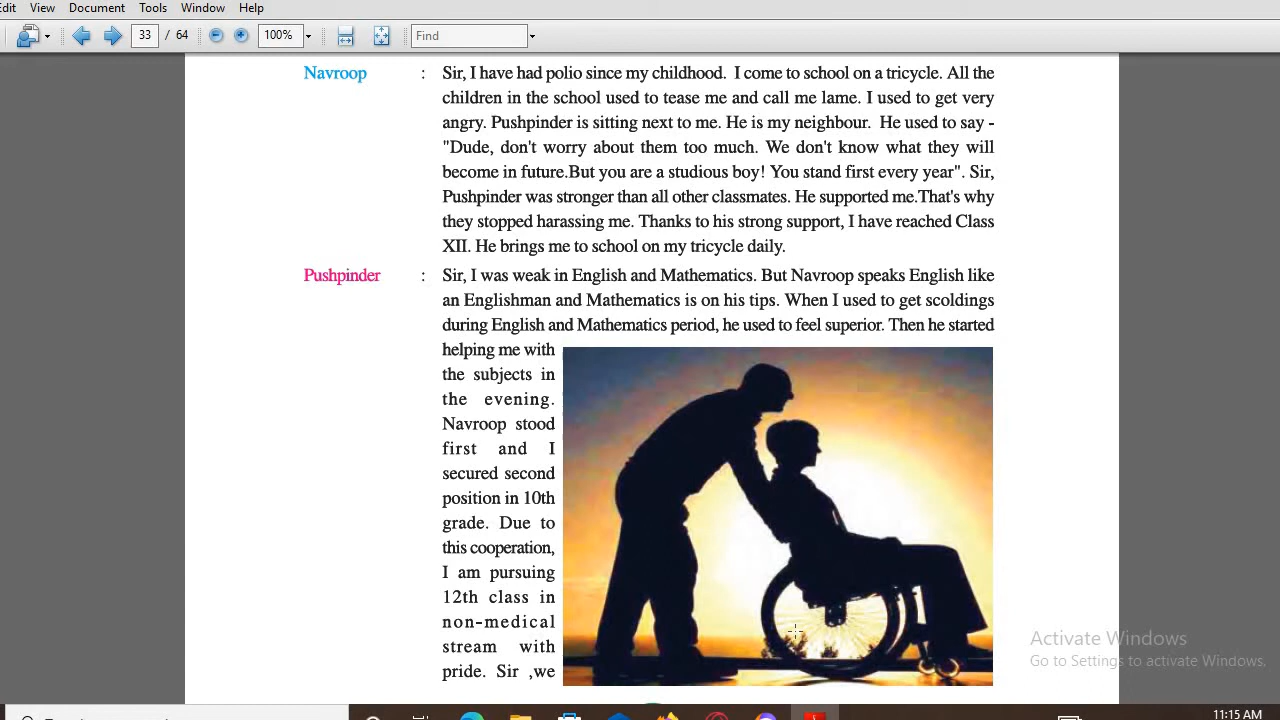 Edit View Document Tools Window Help
33 / 64 100% Find
Navroop : Sir, I have had polio since my childhood. I come to school on a tricycle. All the
children in the school used to tease me and call me lame. I used to get very
angry. Pushpinder is sitting next to me. He is my neighbour. He used to say -
"Dude, don't worry about them too much. We don't know what they will
become in future.But you are a studious boy! You stand first every year". Sir,
Pushpinder was stronger than all other classmates. He supported me.That's why
they stopped harassing me. Thanks to his strong support, I have reached Class
XII. He brings me to school on my tricycle daily.
Pushpinder : Sir, I was weak in English and Mathematics. But Navroop speaks English like
an Englishman and Mathematics is on his tips. When I used to get scoldings
during English and Mathematics period, he used to feel superior. Then he started
helping me with
the subjects in
the evening.
Navroop stood
first and I
secured second
position in 10th
grade. Due to
this cooperation,
I am pursuing
12th class in
non-medical
stream with
pride. Sir ,we
Activate Windows
Go to Settings to activate Windows.
11:15 AM